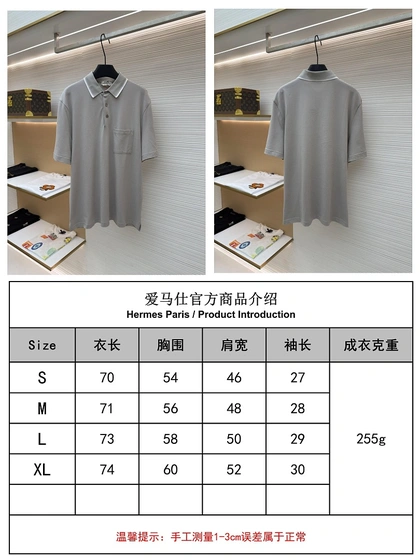 爱马仕官方商品介绍
Hermes Paris / Product Introduction
Size 衣长 胸围 肩宽 袖长 成衣克重
S 70 54 46 27
M 71 56 48 28
L 73 58 50 29
XL 74 60 52 30
255g
温馨提示：手工测量1-3cm误差属于正常